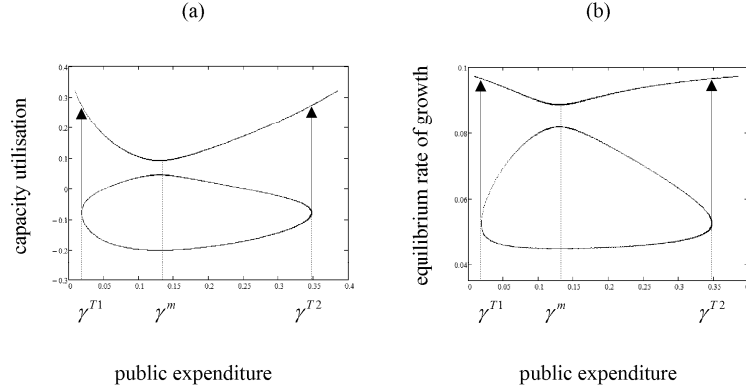 (a)
capacity utilisation
0.4
0.3
0.2
0.1
0
−0.1
−0.2
−0.3
0 0.05 0.1 0.15 0.2 0.25 0.3 0.35 0.4
γ^{T1} γ^{m} γ^{T2}
public expenditure
(b)
equilibrium rate of growth
0.1
0.08
0.06
0.04
0 0.05 0.1 0.15 0.2 0.25 0.3 0.35
γ^{T1} γ^{m} γ^{T2}
public expenditure